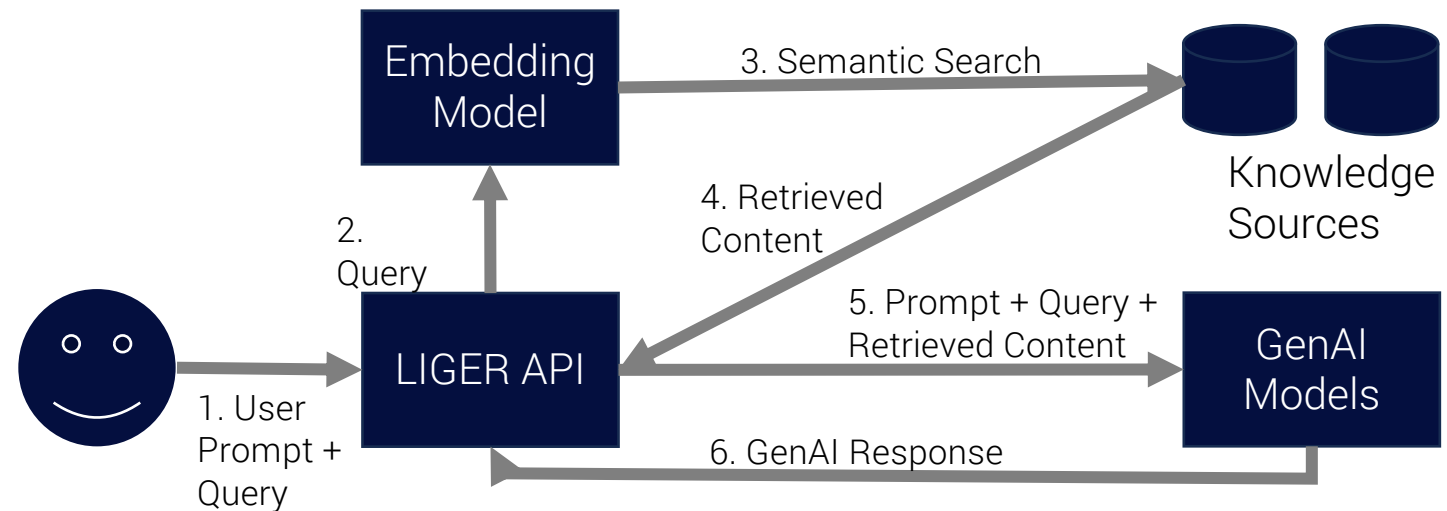 Embedding
Model
3. Semantic Search
Knowledge
Sources
4. Retrieved
Content
2.
Query
LIGER API
5. Prompt + Query +
Retrieved Content
GenAI
Models
1. User
Prompt +
Query
6. GenAI Response